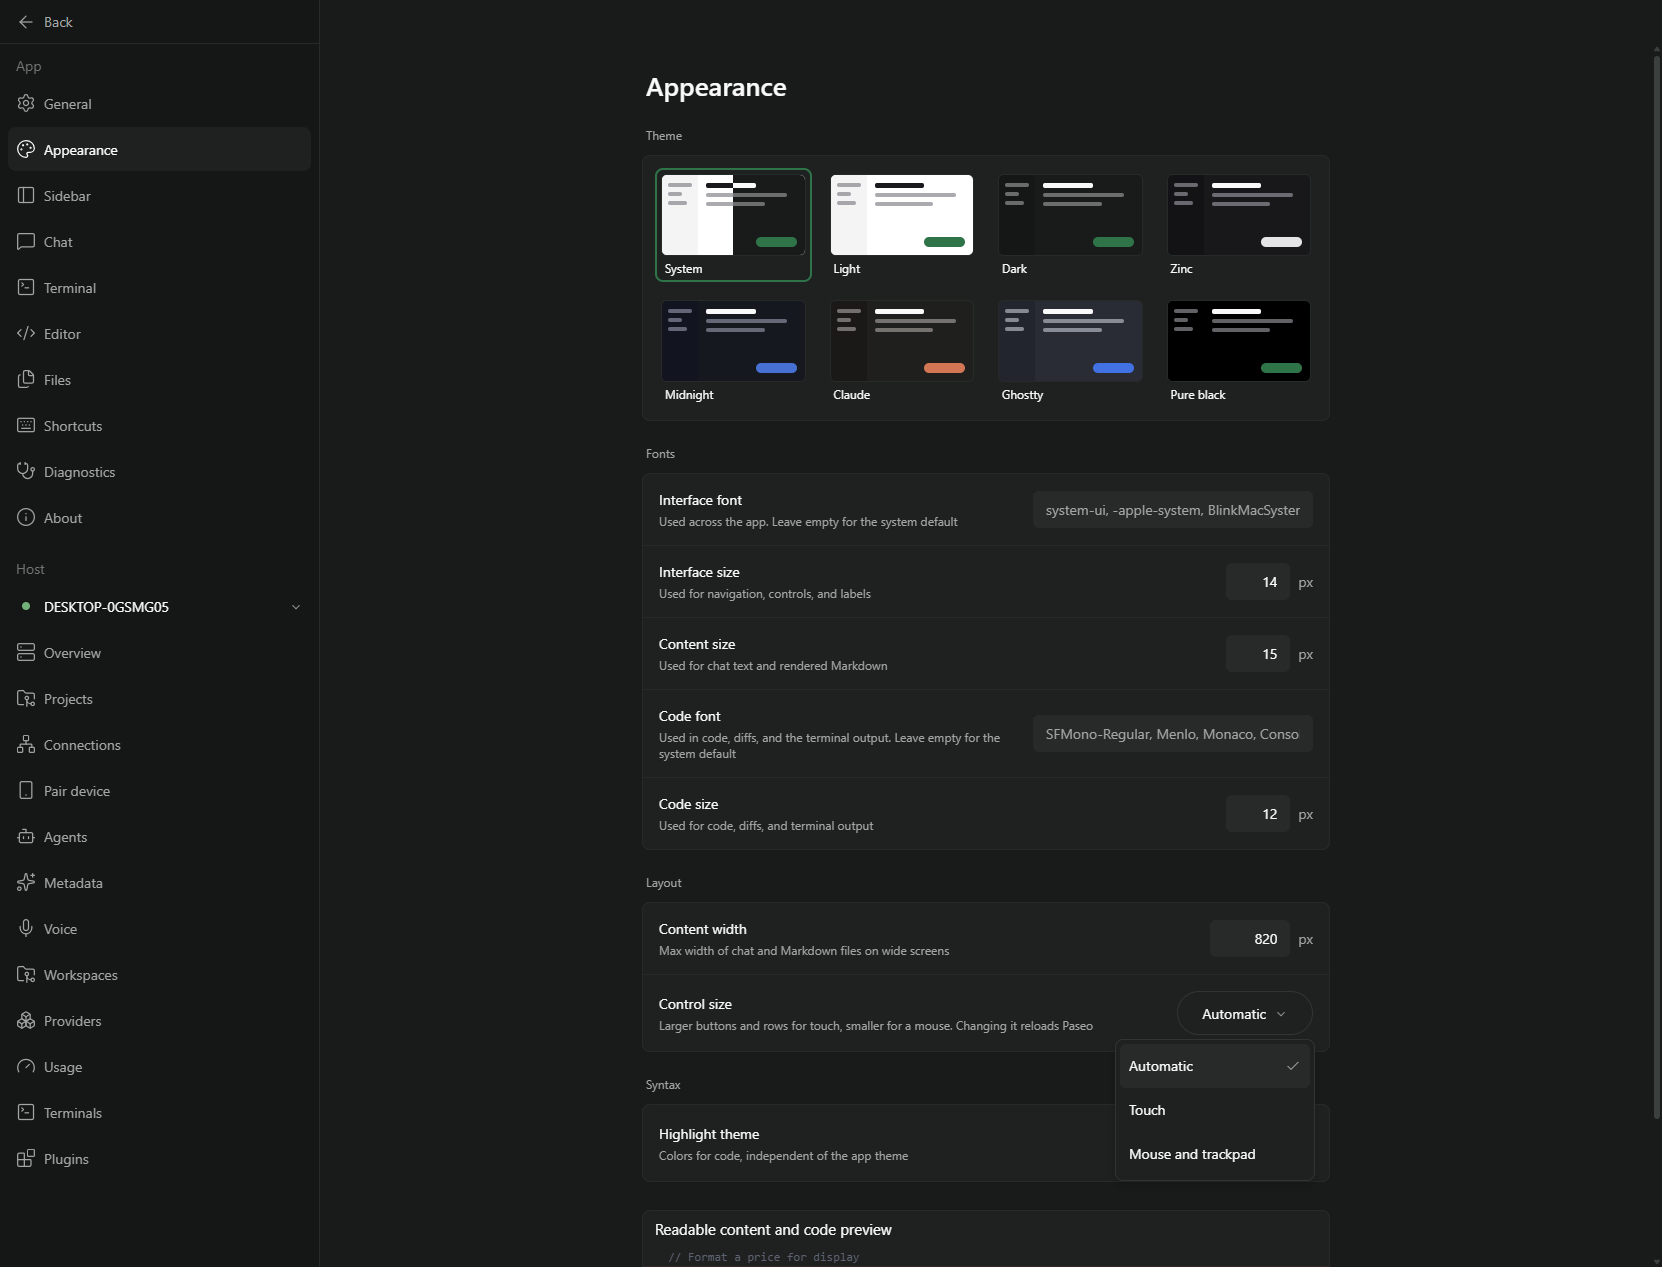 Back
App
General
Appearance
Sidebar
Chat
Terminal
Editor
Files
Shortcuts
Diagnostics
About
Host
DESKTOP-0GSMG05
Overview
Projects
Connections
Pair device
Agents
Metadata
Voice
Workspaces
Providers
Usage
Terminals
Plugins
Appearance
Theme
System
Light
Dark
Zinc
Midnight
Claude
Ghostty
Pure black
Fonts
Interface font
Used across the app. Leave empty for the system default
system-ui, -apple-system, BlinkMacSyster
Interface size
Used for navigation, controls, and labels
14 px
Content size
Used for chat text and rendered Markdown
15 px
Code font
Used in code, diffs, and the terminal output. Leave empty for the
system default
SFMono-Regular, Menlo, Monaco, Conso
Code size
Used for code, diffs, and terminal output
12 px
Layout
Content width
Max width of chat and Markdown files on wide screens
820 px
Control size
Larger buttons and rows for touch, smaller for a mouse. Changing it reloads Paseo
Automatic
Automatic
Touch
Mouse and trackpad
Syntax
Highlight theme
Colors for code, independent of the app theme
Readable content and code preview
// Format a price for display